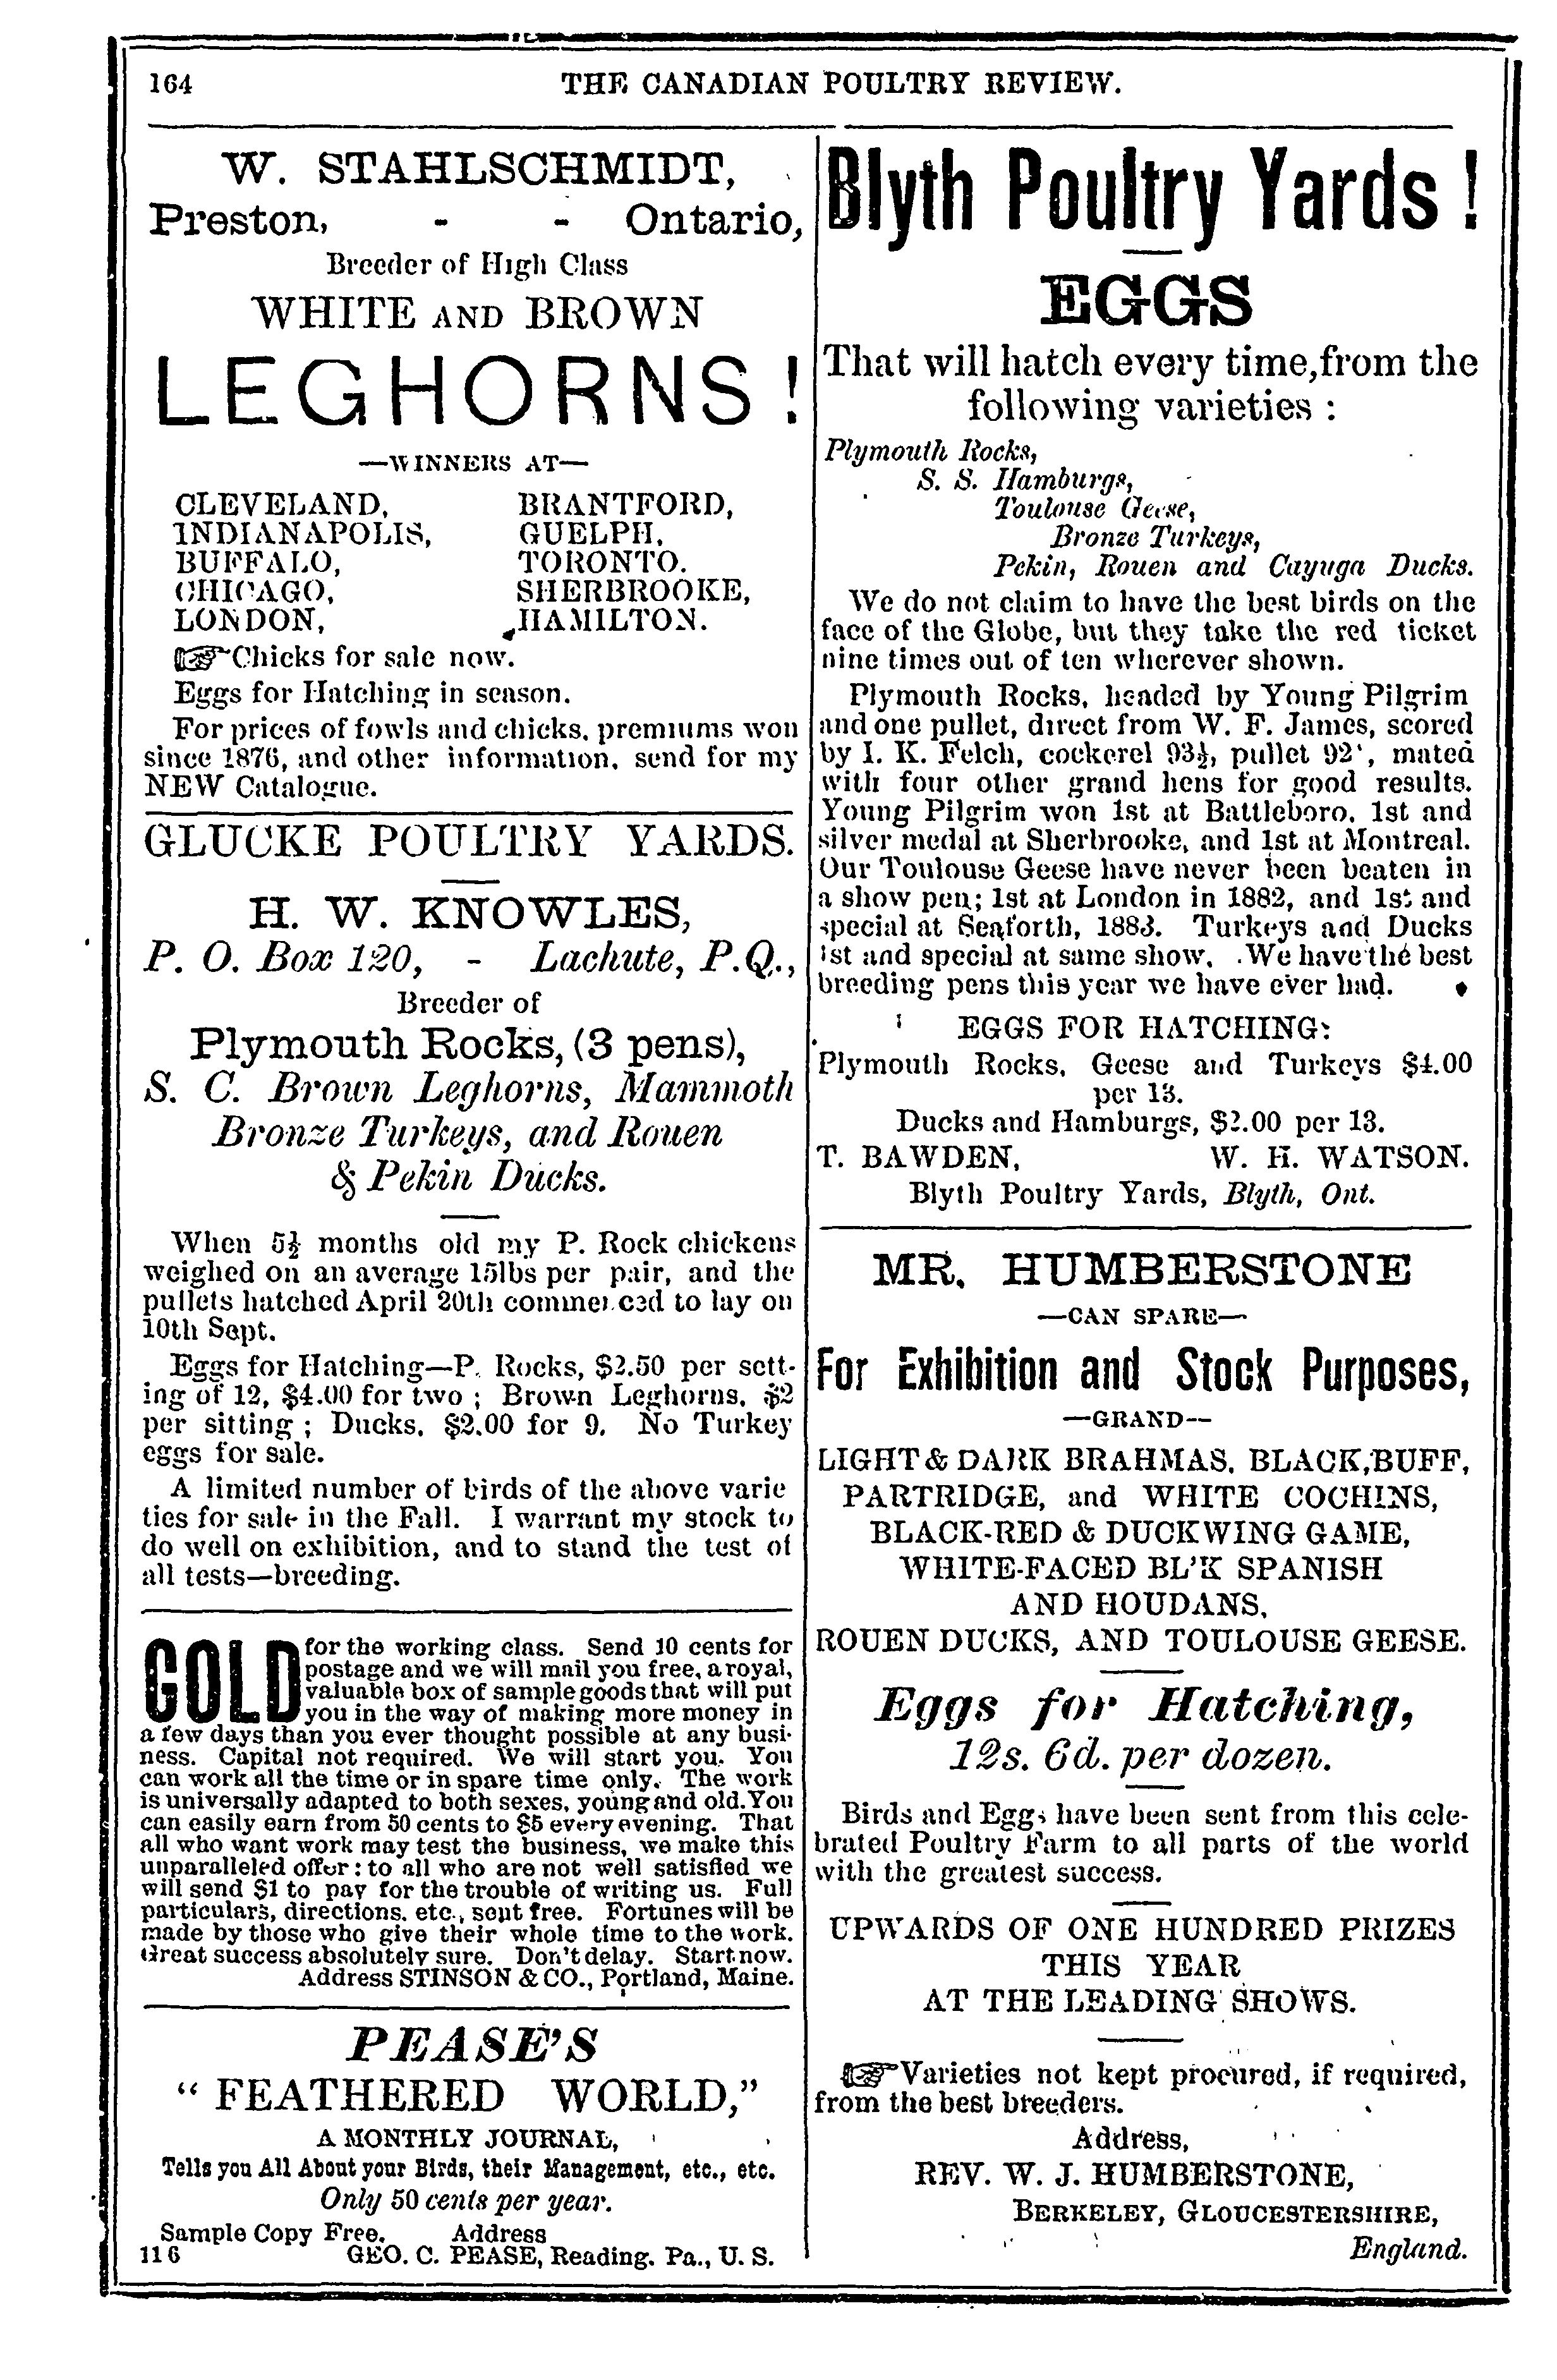 164
THE CANADIAN POULTRY REVIEW.
W. STAHLSCHMIDT,
Preston, - - Ontario,
Breeder of High Class
WHITE AND BROWN
LEGHORNS!
—WINNERS AT—
CLEVELAND, BRANTFORD,
INDIANAPOLIS, GUELPH,
BUFFALO, TORONTO.
CHICAGO, SHERBROOKE,
LONDON, HAMILTON.
☞Chicks for sale now.
Eggs for Hatching in season.
For prices of fowls and chicks, premiums won
since 1876, and other information, send for my
NEW Catalogue.
GLUCKE POULTRY YARDS.
H. W. KNOWLES,
P. O. Box 120, - Lachute, P.Q.,
Breeder of
Plymouth Rocks, (3 pens),
S. C. Brown Leghorns, Mammoth
Bronze Turkeys, and Rouen
& Pekin Ducks.
When 5½ months old my P. Rock chickens
weighed on an average 15lbs per pair, and the
pullets hatched April 20th commenced to lay on
10th Sept.
Eggs for Hatching—P. Rocks, $2.50 per sett-
ing of 12, $4.00 for two ; Brown Leghorns, $2
per sitting ; Ducks, $2.00 for 9. No Turkey
eggs for sale.
A limited number of birds of the above varie
ties for sale in the Fall. I warrant my stock to
do well on exhibition, and to stand the test of
all tests—breeding.
GOLD for the working class. Send 10 cents for
postage and we will mail you free, a royal,
valuable box of sample goods that will put
you in the way of making more money in
a few days than you ever thought possible at any busi-
ness. Capital not required. We will start you. You
can work all the time or in spare time only. The work
is universally adapted to both sexes, young and old. You
can easily earn from 50 cents to $5 every evening. That
all who want work may test the business, we make this
unparalleled offer : to all who are not well satisfied we
will send $1 to pay for the trouble of writing us. Full
particulars, directions, etc., sent free. Fortunes will be
made by those who give their whole time to the work.
Great success absolutely sure. Don't delay. Start now.
Address STINSON & CO., Portland, Maine.
PEASE'S
“ FEATHERED WORLD,”
A MONTHLY JOURNAL,
Tells you All About your Birds, their Management, etc., etc.
Only 50 cents per year.
Sample Copy Free. Address
116 GEO. C. PEASE, Reading. Pa., U. S.
Blyth Poultry Yards !
EGGS
That will hatch every time, from the
following varieties :
Plymouth Rocks,
S. S. Hamburgs,
Toulouse Geese,
Bronze Turkeys,
Pekin, Rouen and Cayuga Ducks.
We do not claim to have the best birds on the
face of the Globe, but they take the red ticket
nine times out of ten wherever shown.
Plymouth Rocks, headed by Young Pilgrim
and one pullet, direct from W. F. James, scored
by I. K. Felch, cockerel 93½, pullet 92 , mated
with four other grand hens for good results.
Young Pilgrim won 1st at Battleboro, 1st and
silver medal at Sherbrooke, and 1st at Montreal.
Our Toulouse Geese have never been beaten in
a show pen; 1st at London in 1882, and 1st and
special at Seaforth, 1883. Turkeys and Ducks
1st and special at same show. We have the best
breeding pens this year we have ever had.
EGGS FOR HATCHING:
Plymouth Rocks, Geese and Turkeys $4.00
per 13.
Ducks and Hamburgs, $2.00 per 13.
T. BAWDEN, W. H. WATSON.
Blyth Poultry Yards, Blyth, Ont.
MR. HUMBERSTONE
—CAN SPARE—
For Exhibition and Stock Purposes,
—GRAND—
LIGHT & DARK BRAHMAS, BLACK, BUFF,
PARTRIDGE, and WHITE COCHINS,
BLACK-RED & DUCKWING GAME,
WHITE-FACED BL'K SPANISH
AND HOUDANS,
ROUEN DUCKS, AND TOULOUSE GEESE.
Eggs for Hatching,
12s. 6d. per dozen.
Birds and Eggs have been sent from this cele-
brated Poultry Farm to all parts of the world
with the greatest success.
UPWARDS OF ONE HUNDRED PRIZES
THIS YEAR
AT THE LEADING SHOWS.
☞Varieties not kept procured, if required,
from the best breeders.
Address,
REV. W. J. HUMBERSTONE,
BERKELEY, GLOUCESTERSHIRE,
England.